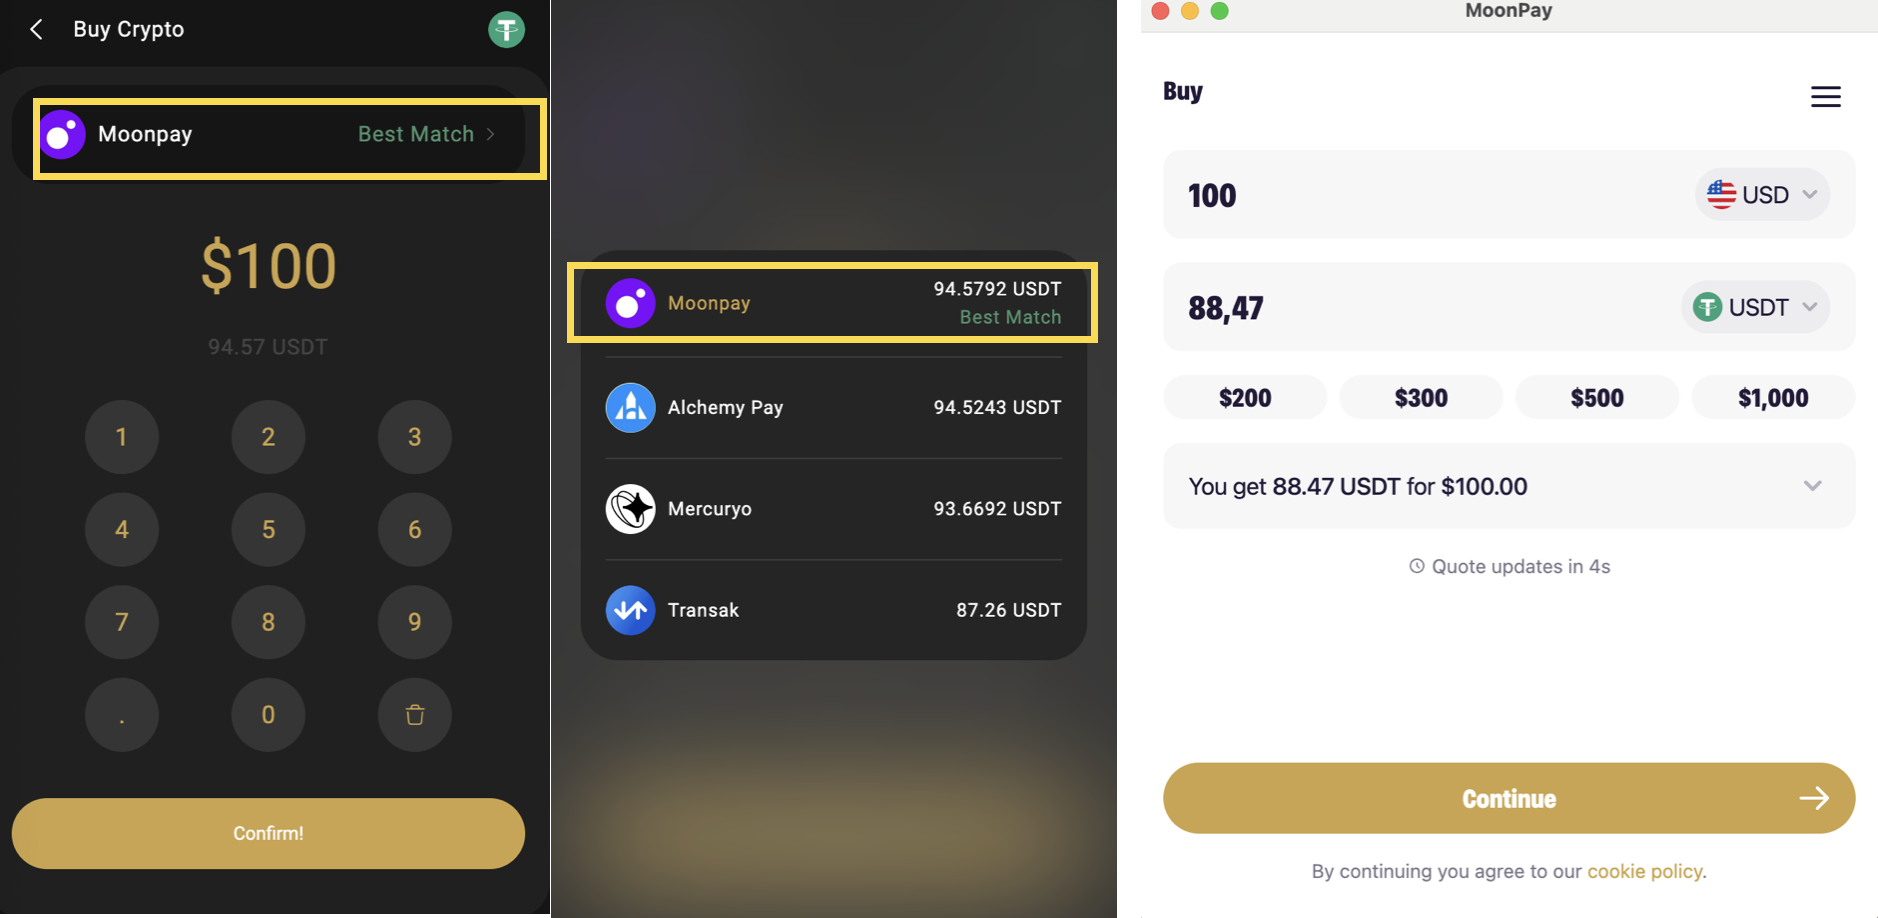 Buy Crypto
Moonpay Best Match
$100
94.57 USDT
1 2 3
4 5 6
7 8 9
. 0
Confirm!
Moonpay 94.5792 USDT
Best Match
Alchemy Pay 94.5243 USDT
Mercuryo 93.6692 USDT
Transak 87.26 USDT
MoonPay
Buy
100 USD
88,47 USDT
$200 $300 $500 $1,000
You get 88.47 USDT for $100.00
Quote updates in 4s
Continue
By continuing you agree to our cookie policy.